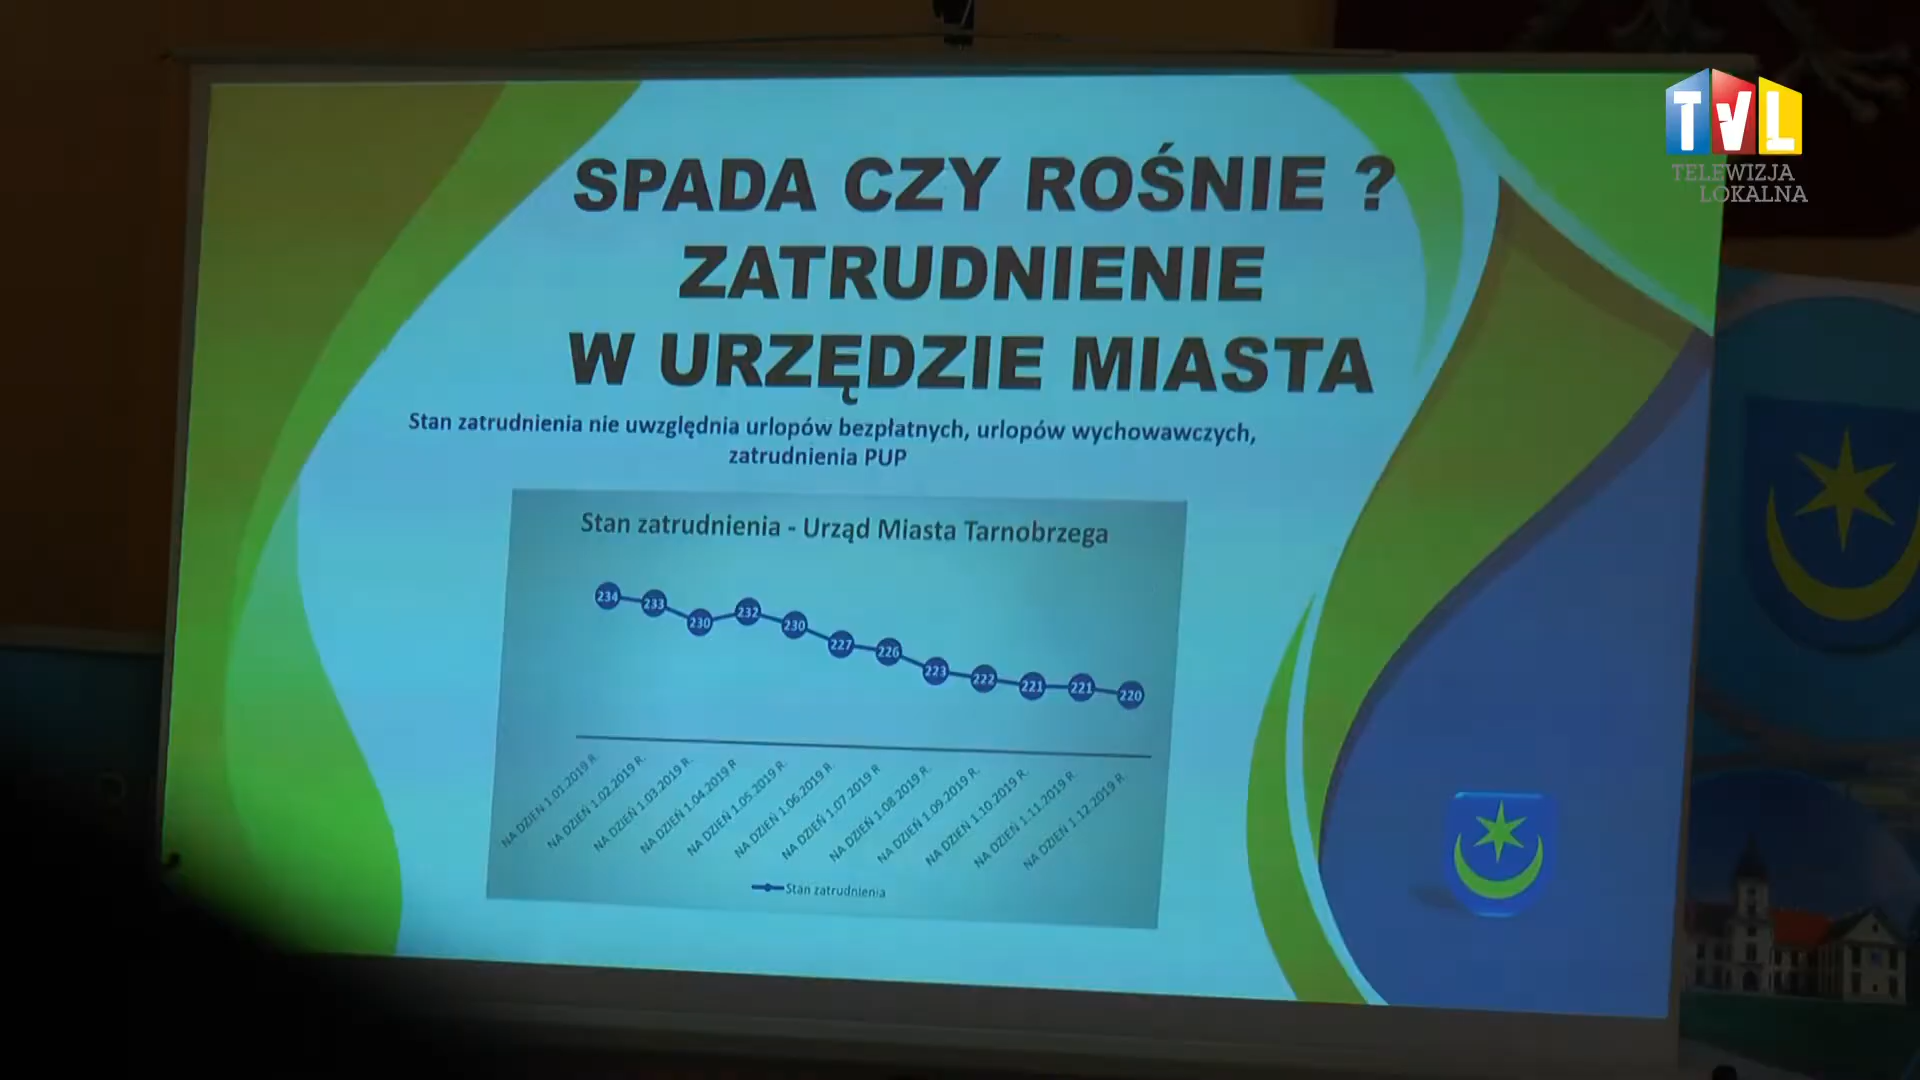 TVL
TELEWIZJA
LOKALNA
SPADA CZY ROŚNIE ?
ZATRUDNIENIE
W URZĘDZIE MIASTA
Stan zatrudnienia nie uwzględnia urlopów bezpłatnych, urlopów wychowawczych,
zatrudnienia PUP
Stan zatrudnienia - Urząd Miasta Tarnobrzega
234 233 230 232 230 227 226 223 222 221 221 220
NA DZIEŃ 1.01.2019 R.
NA DZIEŃ 1.02.2019 R.
NA DZIEŃ 1.03.2019 R.
NA DZIEŃ 1.04.2019 R
NA DZIEŃ 1.05.2019 R.
NA DZIEŃ 1.06.2019 R.
NA DZIEŃ 1.07.2019 R
NA DZIEŃ 1.08 2019 R.
NA DZIEŃ 1.09.2019 R.
NA DZIEŃ 1.10.2019 R.
NA DZIEŃ 1.11.2019 R.
NA DZIEŃ 1.12.2019 R.
Stan zatrudnienia